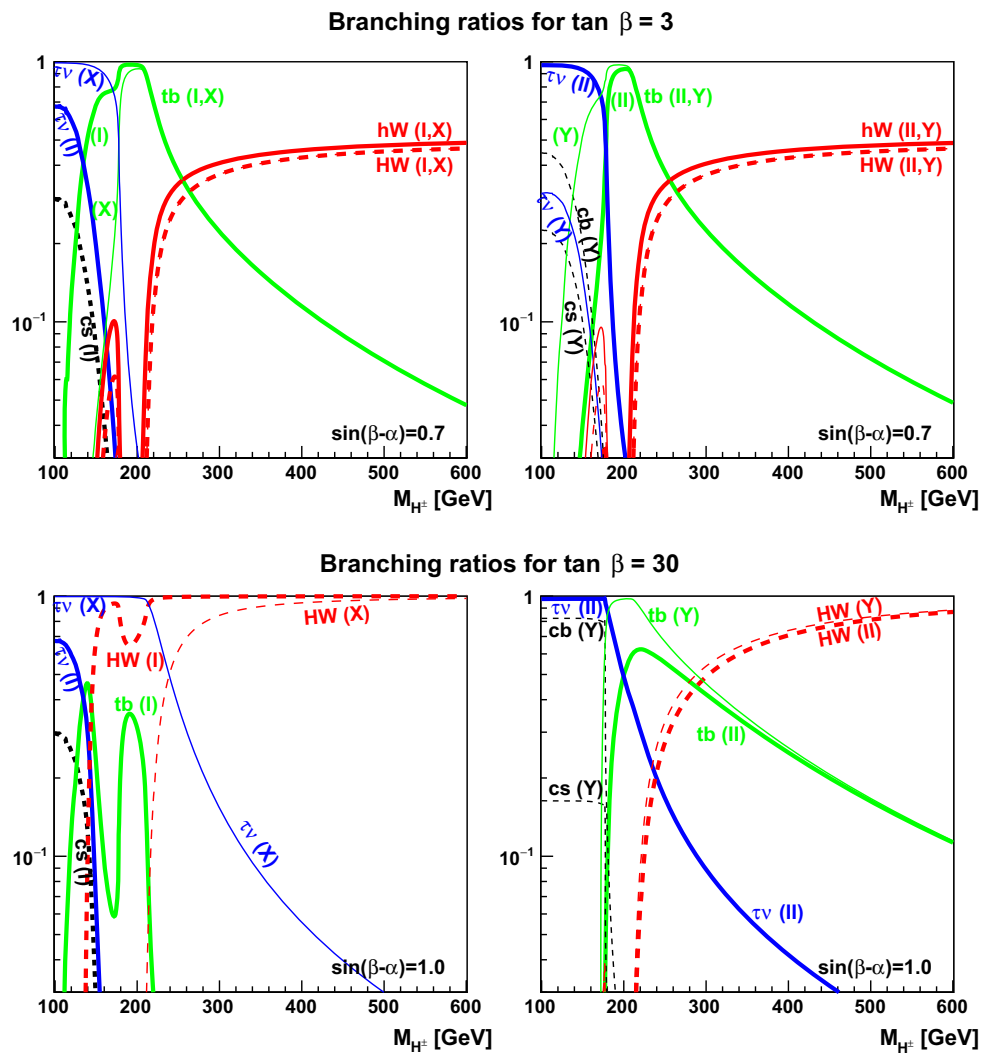 Branching ratios for tan β = 3
1
10⁻¹
τν (X)
τν (I)
(I)
(X)
cs (I)
tb (I,X)
hW (I,X)
HW (I,X)
sin(β-α)=0.7
100 200 300 400 500 600
M_H± [GeV]
1
10⁻¹
τν (II)
(Y)
(II)
tb (II,Y)
τν (Y)
cb (Y)
cs (Y)
hW (II,Y)
HW (II,Y)
sin(β-α)=0.7
100 200 300 400 500 600
M_H± [GeV]
Branching ratios for tan β = 30
1
10⁻¹
τν (X)
τν (I)
cs (I)
HW (I)
tb (I)
HW (X)
τν (X)
sin(β-α)=1.0
100 200 300 400 500 600
M_H± [GeV]
1
10⁻¹
τν (II)
cb (Y)
cs (Y)
tb (Y)
HW (Y)
HW (II)
tb (II)
τν (II)
sin(β-α)=1.0
100 200 300 400 500 600
M_H± [GeV]